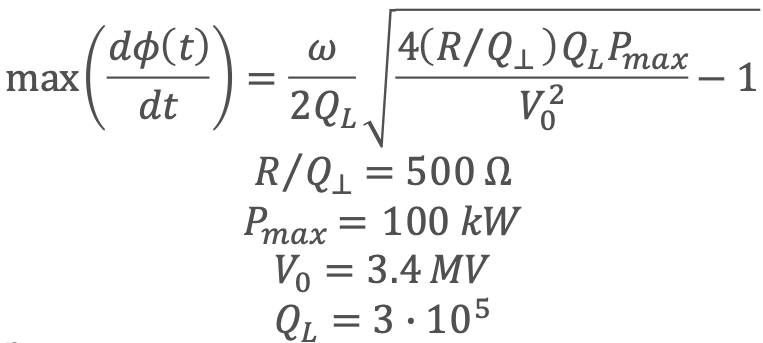 max(dϕ(t)/dt) = ω/2Q_L √(4(R/Q_⊥)Q_L P_max/V_0^2 − 1)
R/Q_⊥ = 500 Ω
P_max = 100 kW
V_0 = 3.4 MV
Q_L = 3 · 10^5